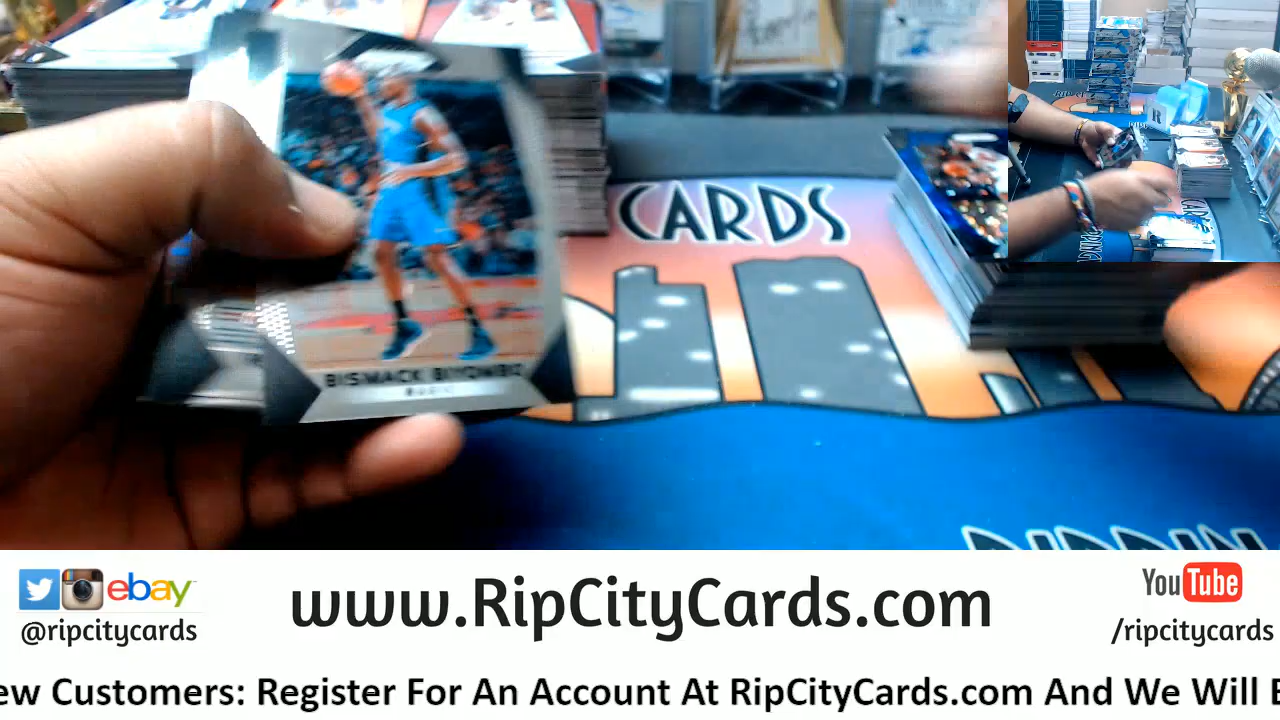 BISMACK BIYOMBO
MAGIC
CARDS
ebay
@ripcitycards
www.RipCityCards.com
YouTube
/ripcitycards
ew Customers: Register For An Account At RipCityCards.com And We Will